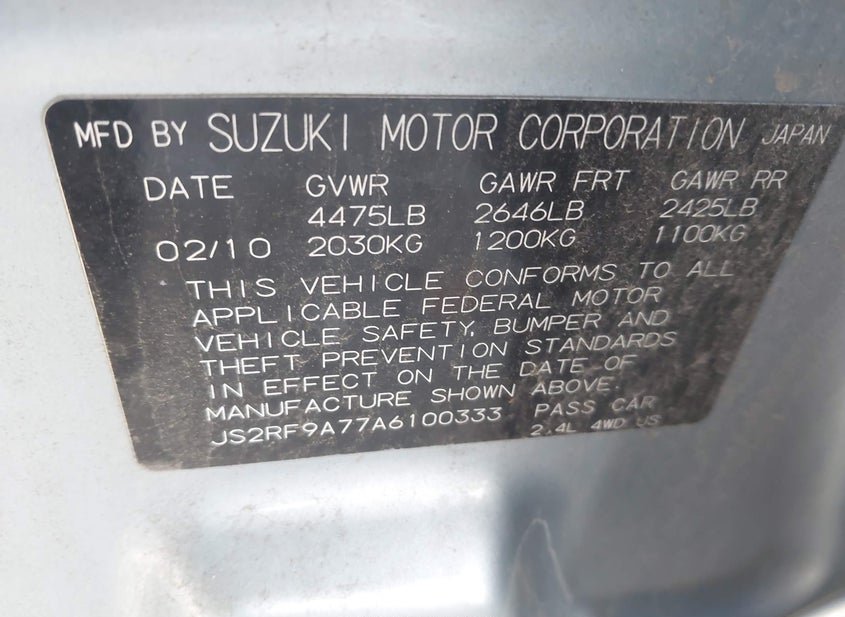 MFD BY SUZUKI MOTOR CORPORATION JAPAN
DATE GVWR GAWR FRT GAWR RR
4475LB 2646LB 2425LB
02/10 2030KG 1200KG 1100KG
THIS VEHICLE CONFORMS TO ALL
APPLICABLE FEDERAL MOTOR
VEHICLE SAFETY, BUMPER AND
THEFT PREVENTION STANDARDS
IN EFFECT ON THE DATE OF
MANUFACTURE SHOWN ABOVE.
JS2RF9A77A6100333 PASS CAR
2.4L 4WD US